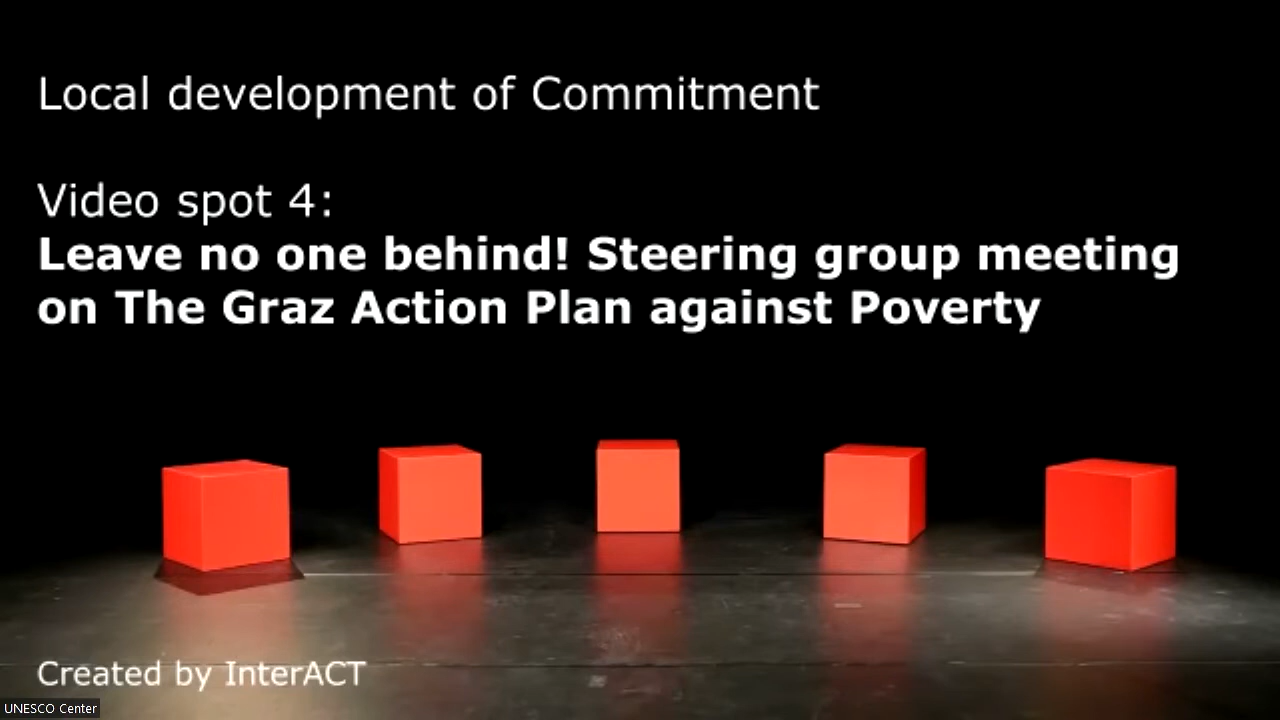 Local development of Commitment
Video spot 4:
Leave no one behind! Steering group meeting
on The Graz Action Plan against Poverty
Created by InterACT
UNESCO Center